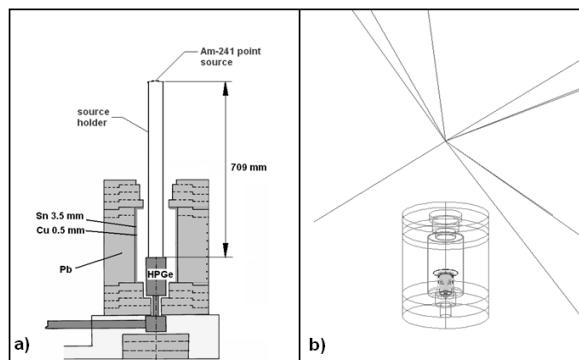 Am-241 point
source
source
holder
709 mm
Sn 3.5 mm
Cu 0.5 mm
Pb
HPGe
a)
b)